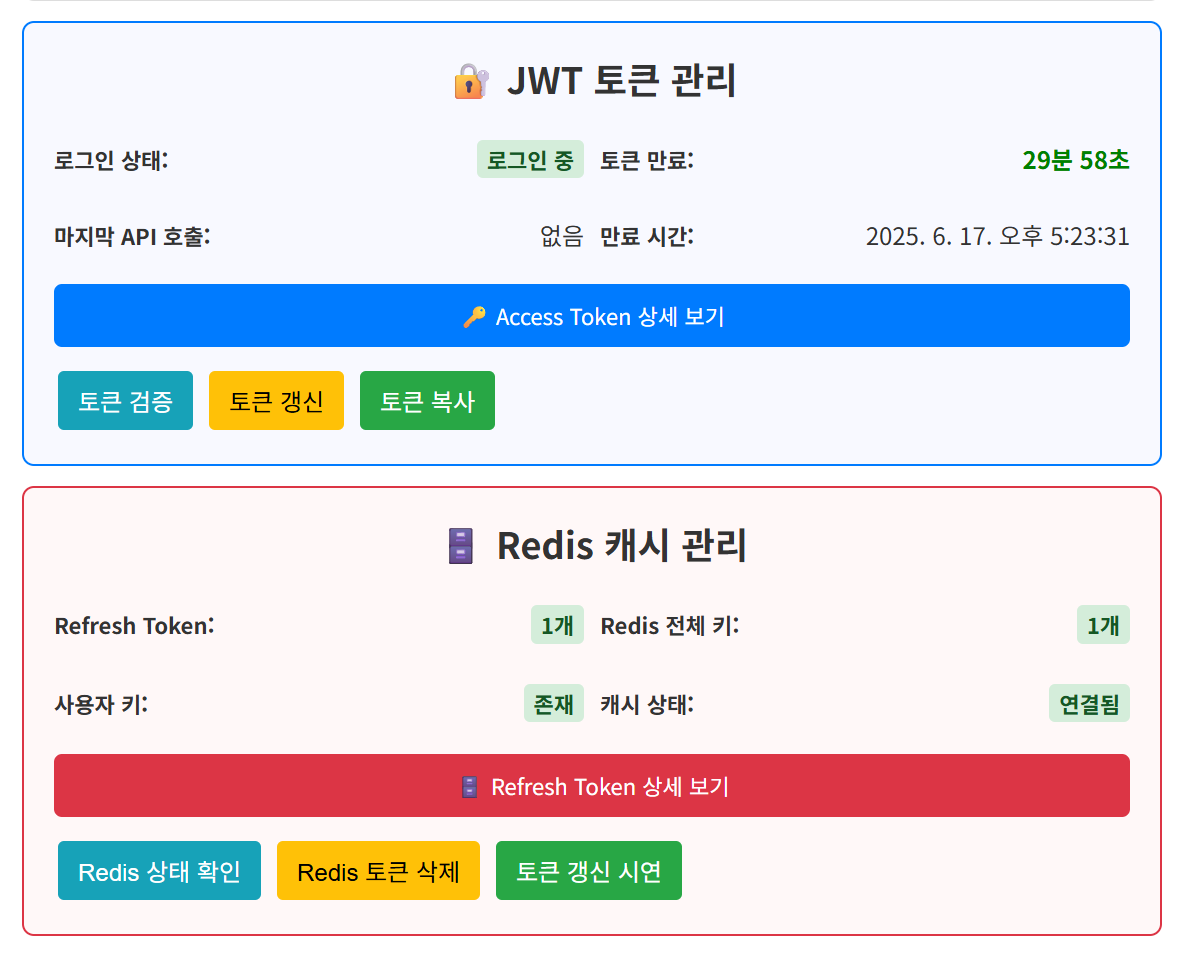 🔐 JWT 토큰 관리
로그인 상태: 로그인 중 토큰 만료: 29분 58초
마지막 API 호출: 없음 만료 시간: 2025. 6. 17. 오후 5:23:31
🔑 Access Token 상세 보기
토큰 검증 토큰 갱신 토큰 복사
🗄️ Redis 캐시 관리
Refresh Token: 1개 Redis 전체 키: 1개
사용자 키: 존재 캐시 상태: 연결됨
🗄️ Refresh Token 상세 보기
Redis 상태 확인 Redis 토큰 삭제 토큰 갱신 시연